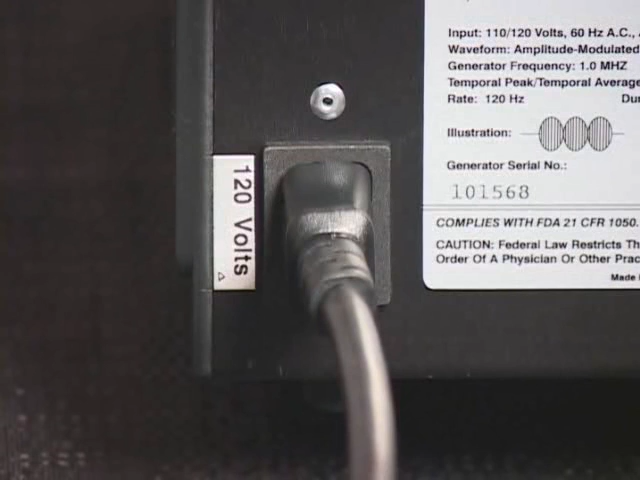 Input: 110/120 Volts, 60 Hz A.C.,
Waveform: Amplitude-Modulated
Generator Frequency: 1.0 MHZ
Temporal Peak/Temporal Average
Rate: 120 Hz
Illustration:
Generator Serial No.:
101568
COMPLIES WITH FDA 21 CFR 1050.
CAUTION: Federal Law Restricts
Order Of A Physician Or Other
Made
120 Volts